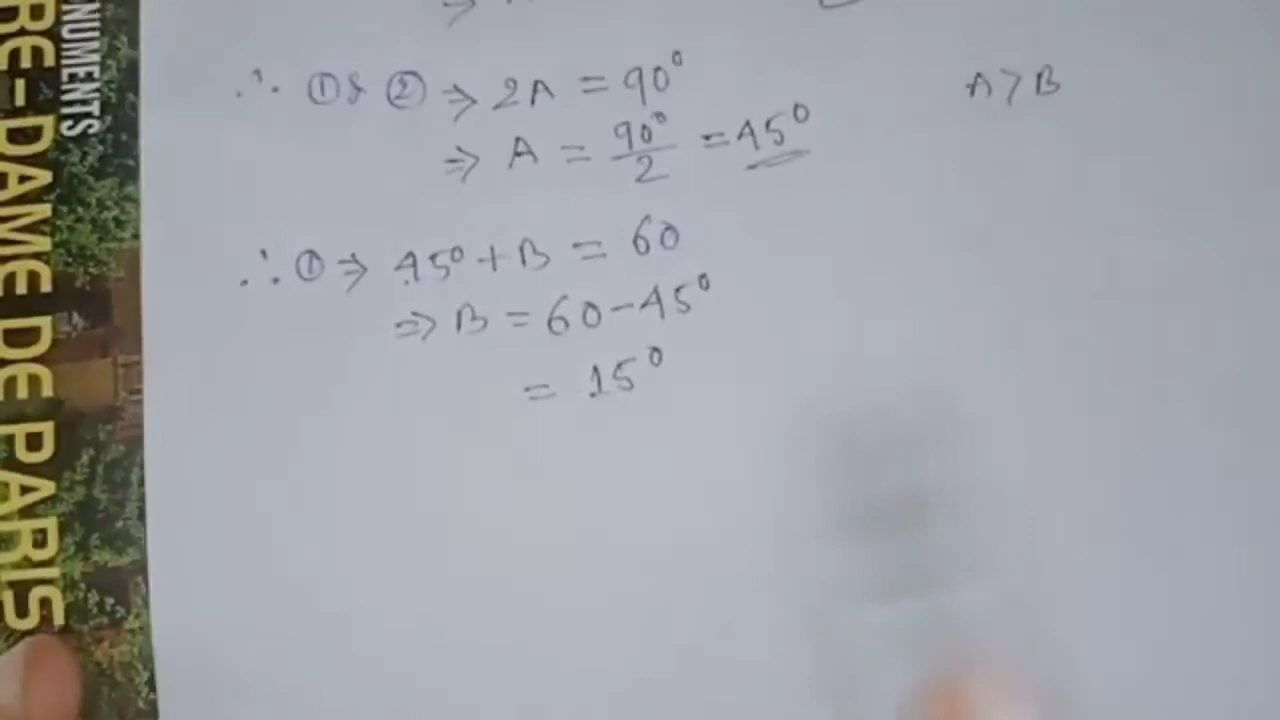 ∴ ① & ② ⇒ 2A = 90°
A > B
⇒ A = 90°/2 = 45°
∴ ① ⇒ 45° + B = 60
⇒ B = 60 - 45°
= 15°
NUMENTS
RE-DAME DE PARIS